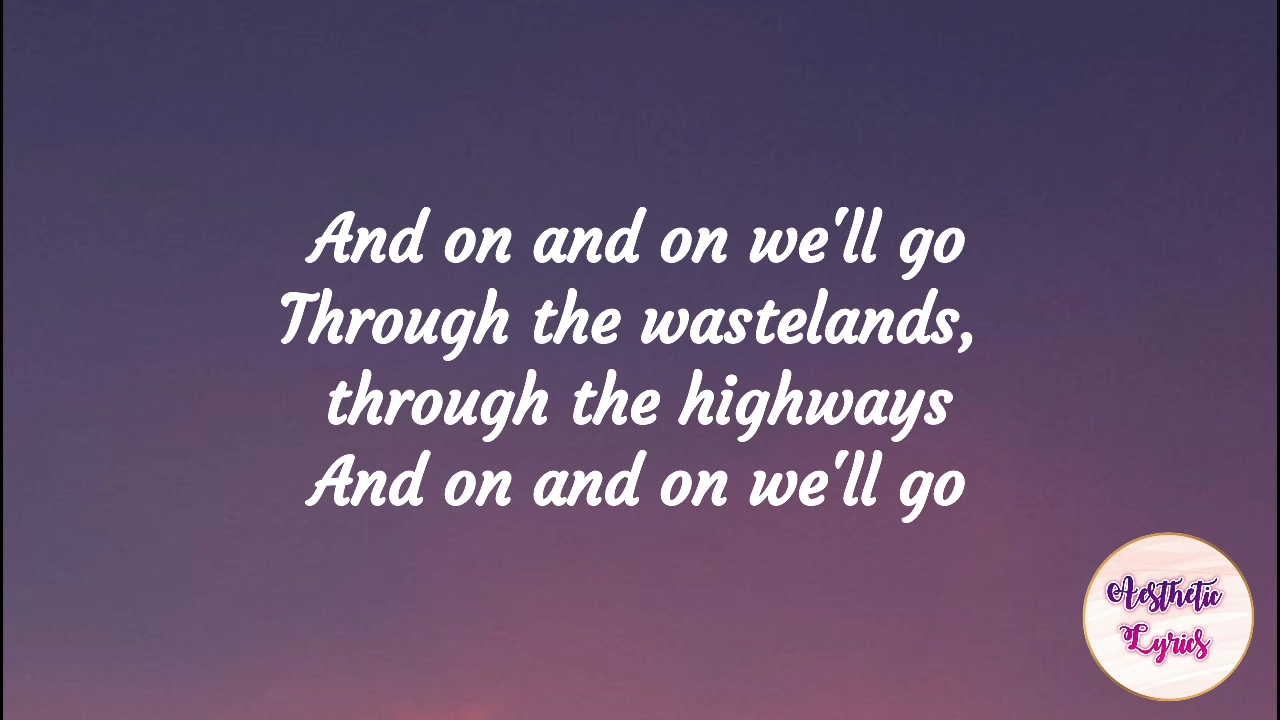 And on and on we'll go
Through the wastelands,
through the highways
And on and on we'll go
Aesthetic
Lyrics